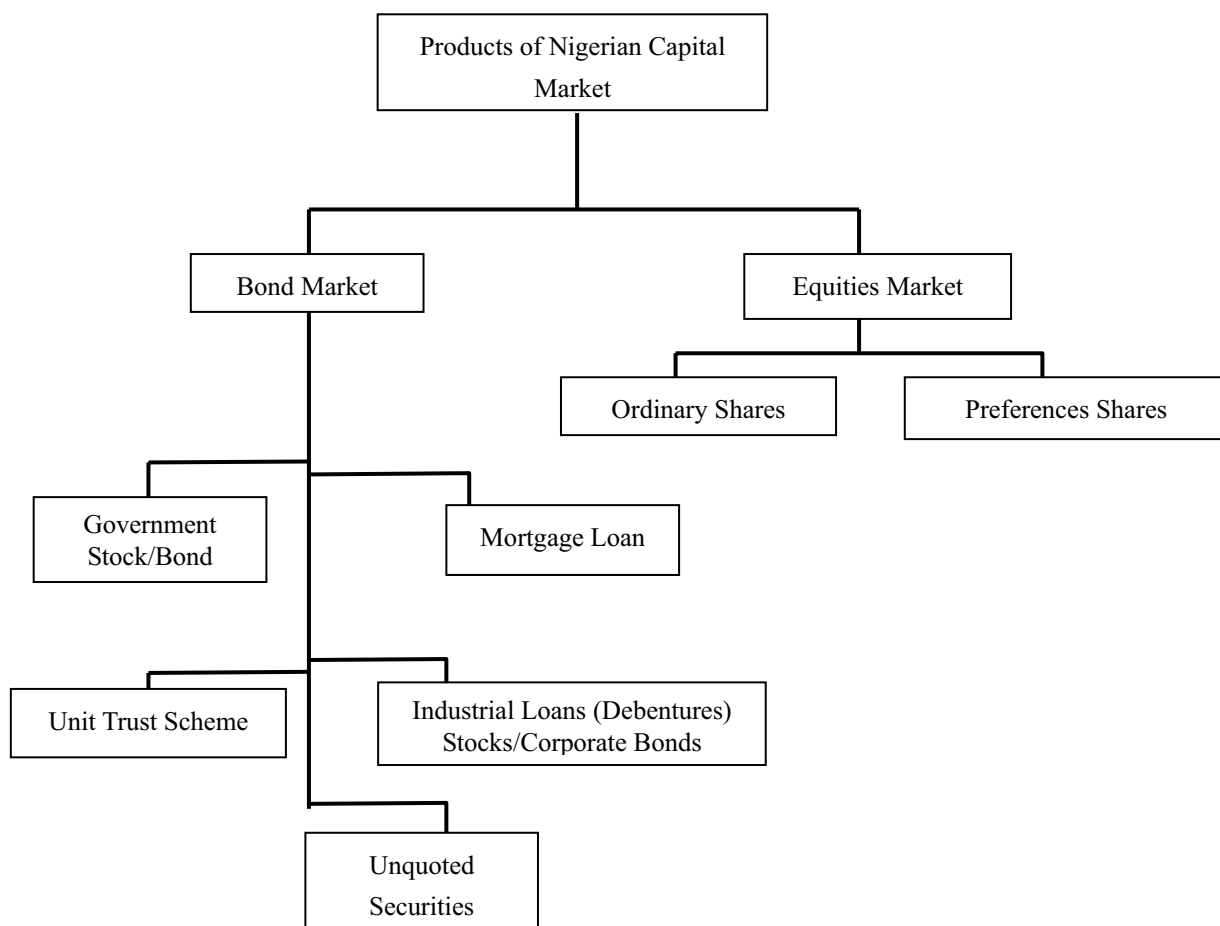 Products of Nigerian Capital
Market
Bond Market
Equities Market
Ordinary Shares
Preferences Shares
Government
Stock/Bond
Mortgage Loan
Unit Trust Scheme
Industrial Loans (Debentures)
Stocks/Corporate Bonds
Unquoted
Securities